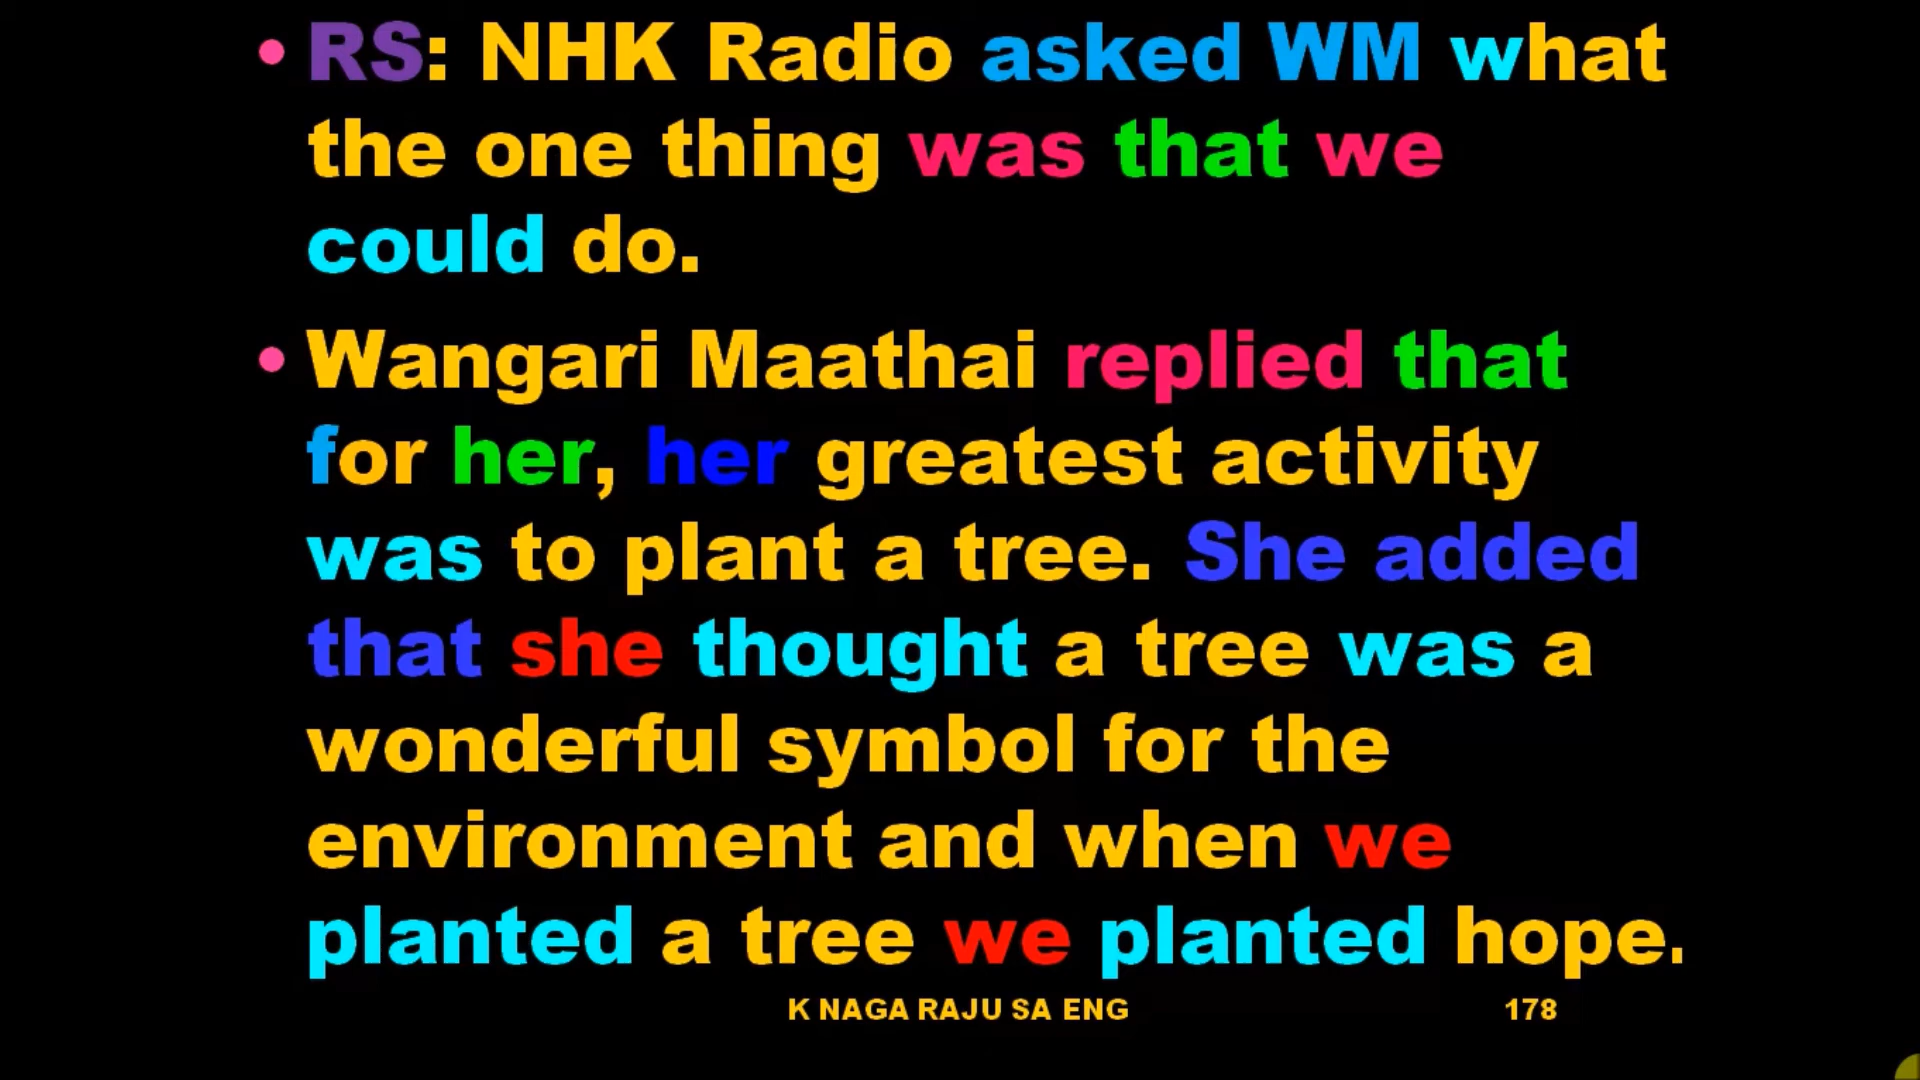 • RS: NHK Radio asked WM what
the one thing was that we
could do.
• Wangari Maathai replied that
for her, her greatest activity
was to plant a tree. She added
that she thought a tree was a
wonderful symbol for the
environment and when we
planted a tree we planted hope.
K NAGA RAJU SA ENG 178